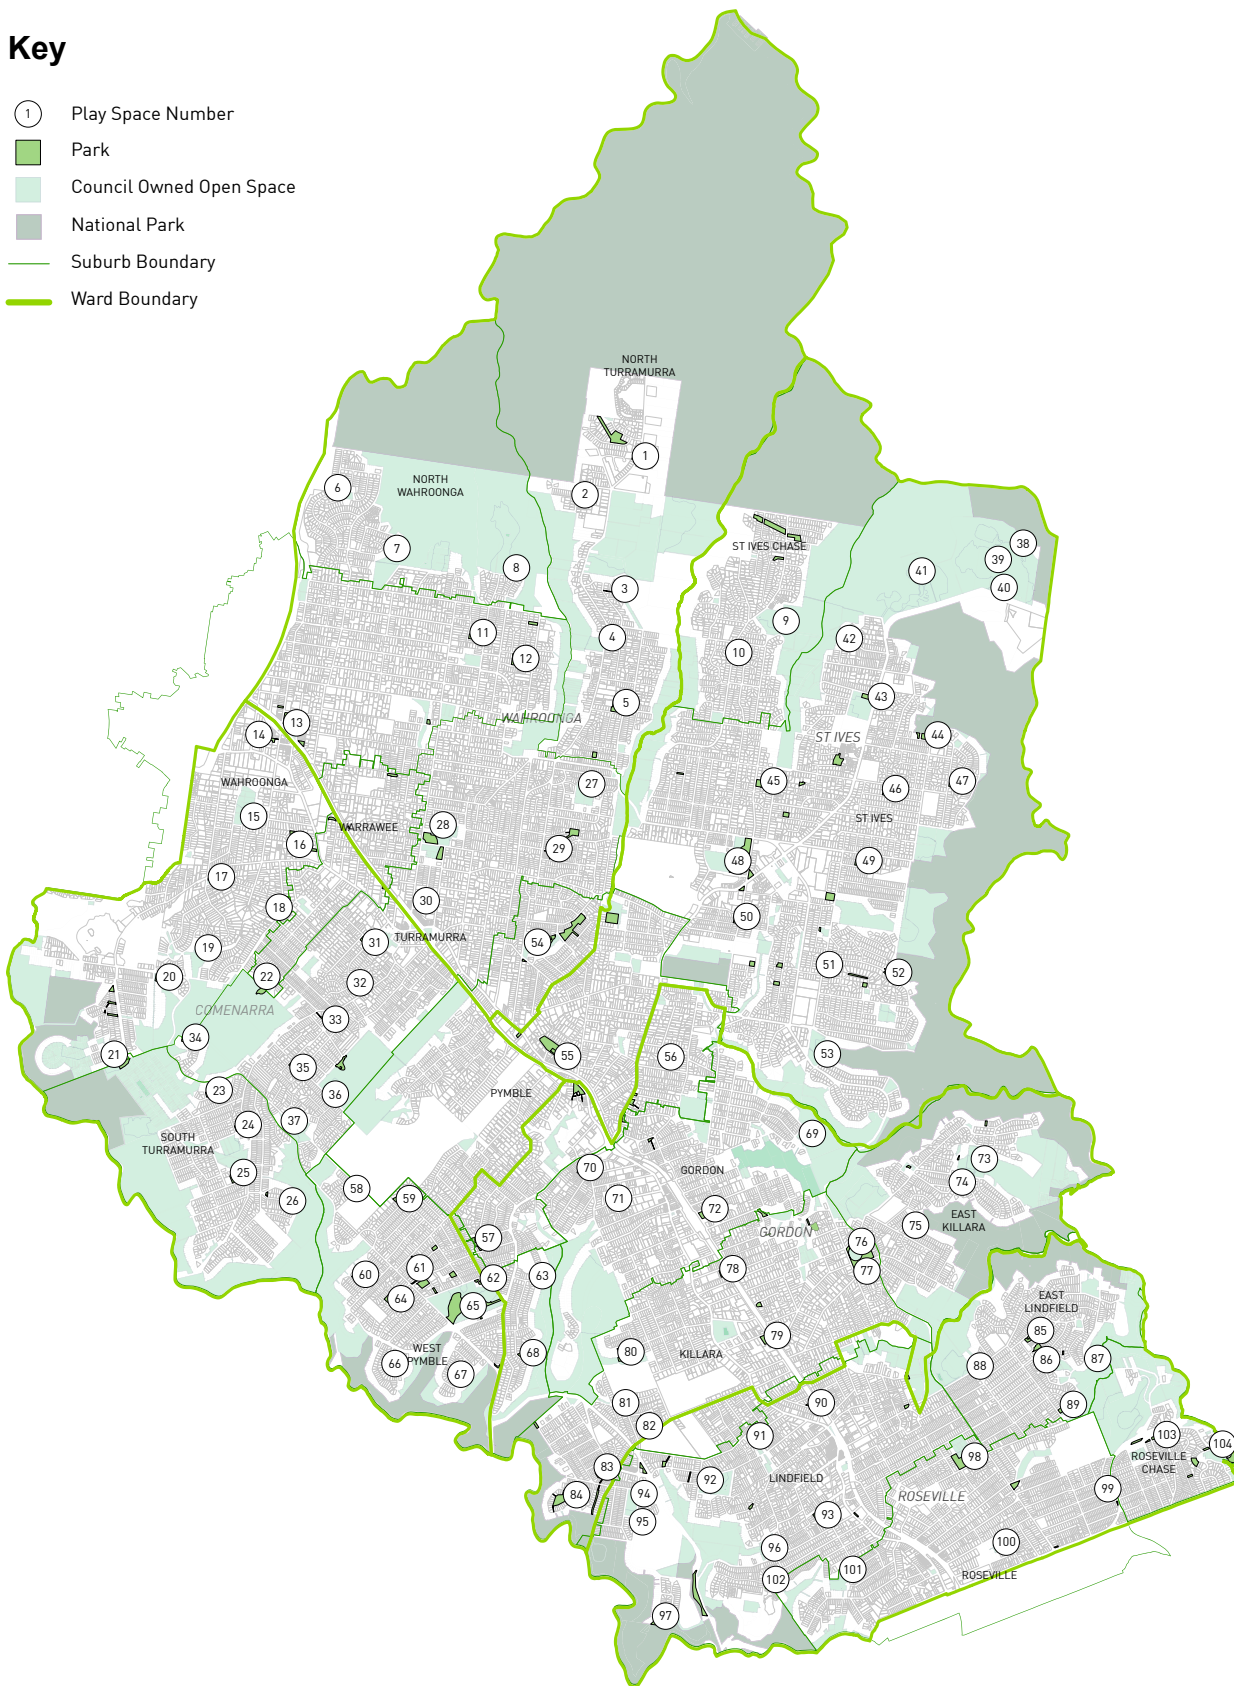 Key
1 Play Space Number
Park
Council Owned Open Space
National Park
Suburb Boundary
Ward Boundary
NORTH
TURRAMURRA
1
NORTH
WAHROONGA
6
2
7
8
ST IVES CHASE
38
39
41
40
3
9
4
42
11
10
12
43
5
WAHROONGA
13
14
ST IVES
44
WAHROONGA
27
45
47
46
15
ST IVES
28
WARRAWEE
16
29
48
49
17
30
18
50
TURRAMURRA
31
54
19
51
52
20
22
32
COMENARRA
33
34
21
55
56
53
35
23
36
PYMBLE
24
37
69
SOUTH
TURRAMURRA
25
26
70
GORDON
73
58
59
71
74
72
EAST
KILLARA
75
57
GORDON
76
61
60
62
63
78
77
64
65
EAST
LINDFIELD
85
79
WEST
PYMBLE
68
80
KILLARA
86
87
66
67
88
81
90
89
82
91
103
83
98
ROSEVILLE
CHASE
104
92
LINDFIELD
84
94
99
ROSEVILLE
93
95
96
100
101
ROSEVILLE
102
97